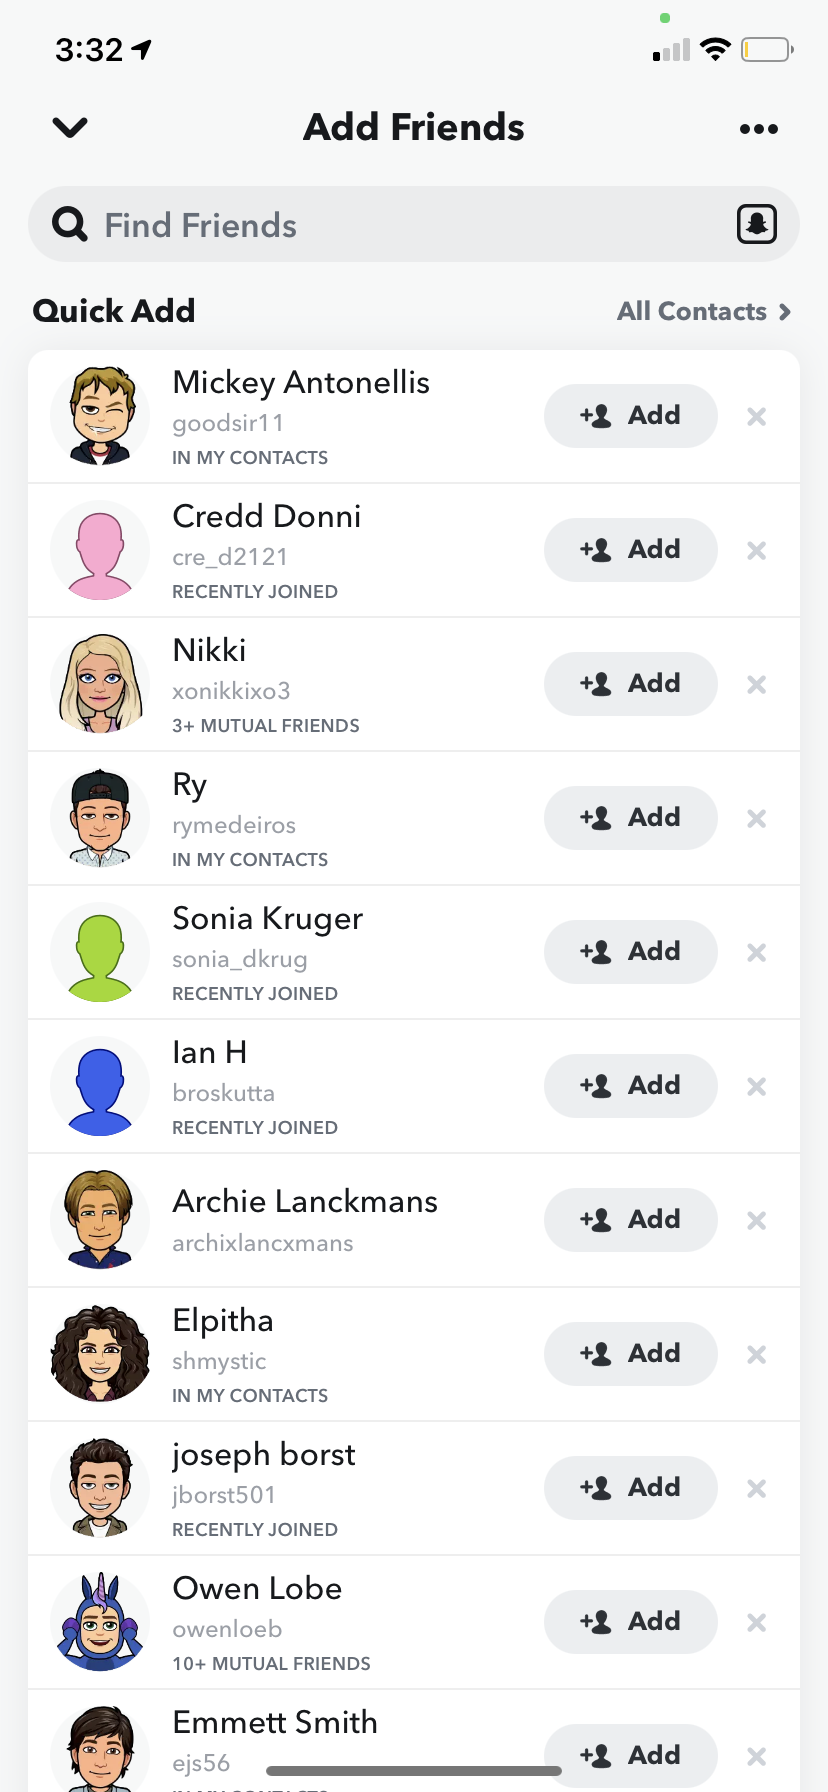 3:32
Add Friends
Find Friends
Quick Add
All Contacts
Mickey Antonellis
goodsir11
IN MY CONTACTS
Add
Credd Donni
cre_d2121
RECENTLY JOINED
Add
Nikki
xonikkixo3
3+ MUTUAL FRIENDS
Add
Ry
rymedeiros
IN MY CONTACTS
Add
Sonia Kruger
sonia_dkrug
RECENTLY JOINED
Add
Ian H
broskutta
RECENTLY JOINED
Add
Archie Lanckmans
archixlancxmans
Add
Elpitha
shmystic
IN MY CONTACTS
Add
joseph borst
jborst501
RECENTLY JOINED
Add
Owen Lobe
owenloeb
10+ MUTUAL FRIENDS
Add
Emmett Smith
ejs56
Add